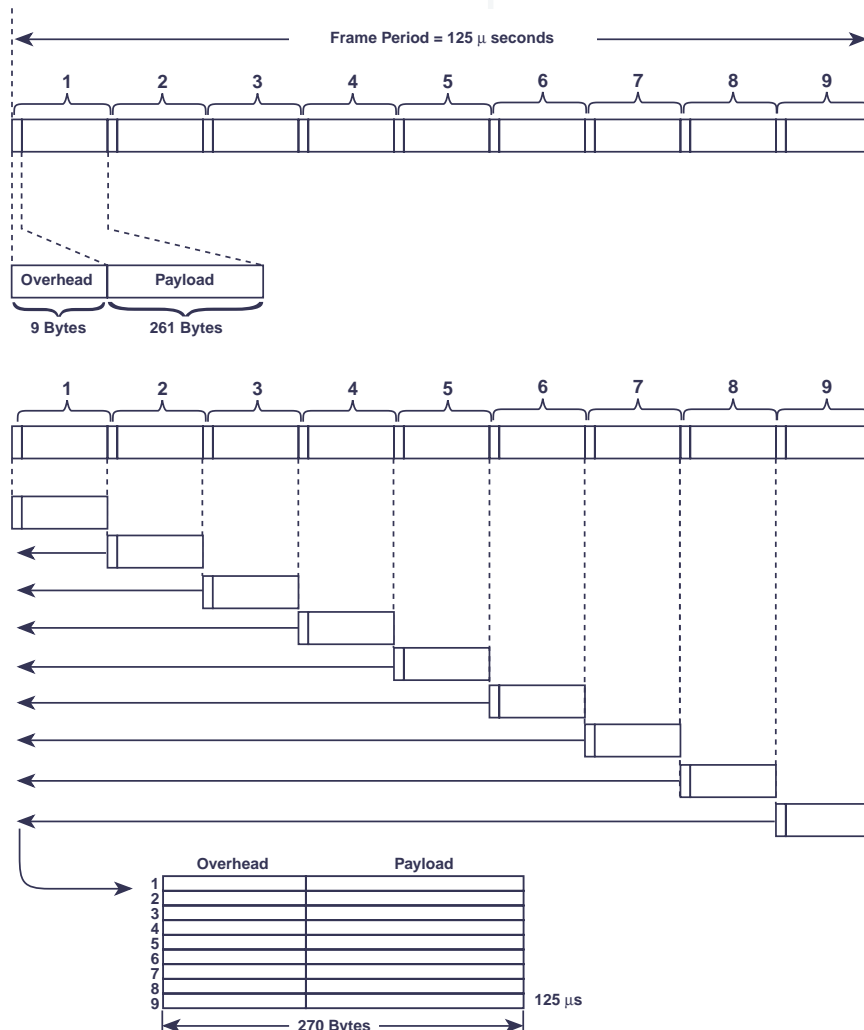 Frame Period = 125 μ seconds
1 2 3 4 5 6 7 8 9
Overhead Payload
9 Bytes 261 Bytes
1 2 3 4 5 6 7 8 9
Overhead Payload
1
2
3
4
5
6
7
8
9
125 μs
270 Bytes